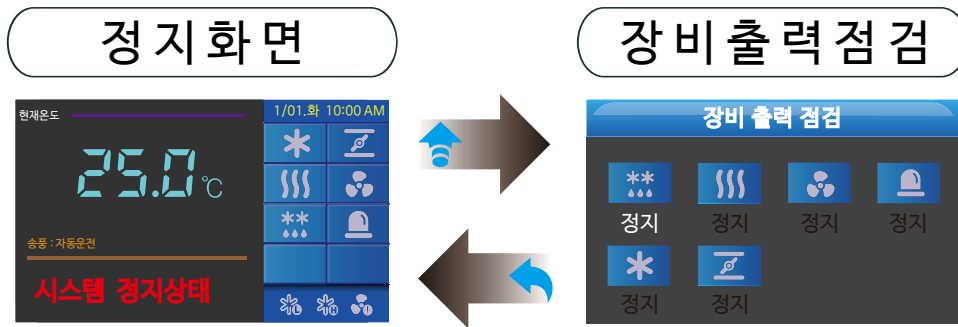 정지화면
장비출력점검
현재온도
1/01.화 10:00 AM
25.0℃
송풍 : 자동운전
시스템 정지상태
L H
장비 출력 점검
정지 정지 정지 정지
정지 정지